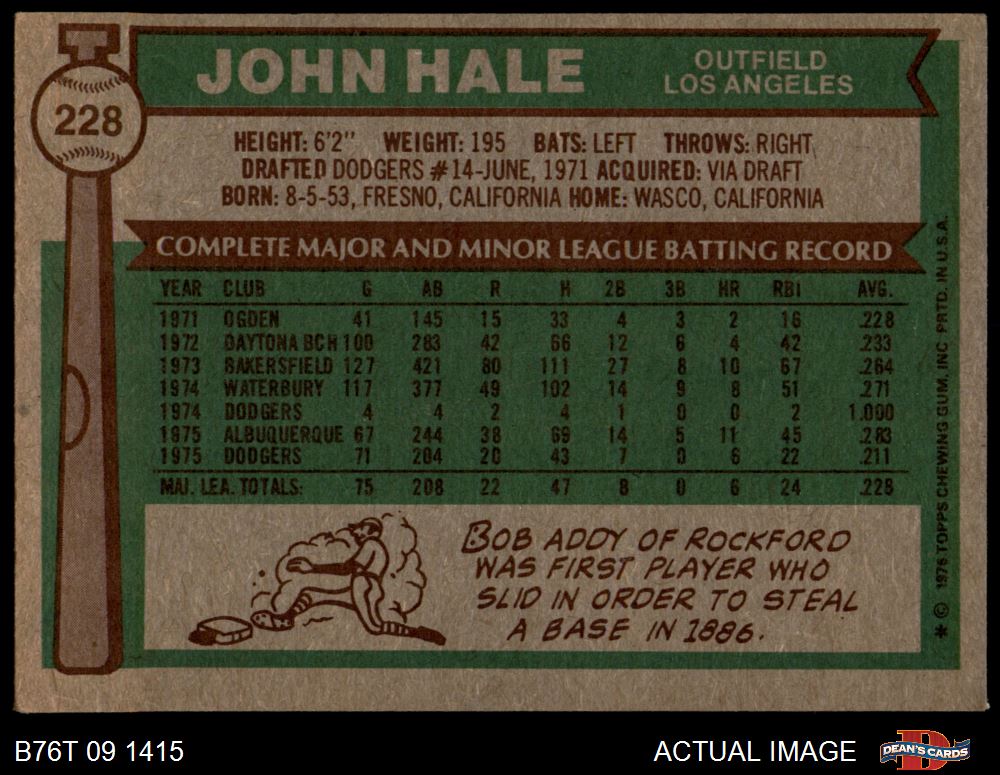 228
JOHN HALE
OUTFIELD
LOS ANGELES
HEIGHT: 6'2" WEIGHT: 195 BATS: LEFT THROWS: RIGHT
DRAFTED DODGERS #14-JUNE, 1971 ACQUIRED: VIA DRAFT
BORN: 8-5-53, FRESNO, CALIFORNIA HOME: WASCO, CALIFORNIA
COMPLETE MAJOR AND MINOR LEAGUE BATTING RECORD
YEAR CLUB G AB R H 2B 3B HR RBI AVG.
1971 OGDEN 41 145 15 33 4 3 2 16 .228
1972 DAYTONA BCH 100 283 42 66 12 6 4 42 .233
1973 BAKERSFIELD 127 421 80 111 27 8 10 67 .264
1974 WATERBURY 117 377 49 102 14 9 8 51 .271
1974 DODGERS 4 4 2 4 1 0 0 2 1.000
1975 ALBUQUERQUE 67 244 38 69 14 5 11 45 .283
1975 DODGERS 71 204 20 43 7 0 6 22 .211
MAJ. LEA. TOTALS: 75 208 22 47 8 0 6 24 .228
BOB ADDY OF ROCKFORD
WAS FIRST PLAYER WHO
SLID IN ORDER TO STEAL
A BASE IN 1886.
* © 1976 TOPPS CHEWING GUM, INC PRTD. IN U.S.A.
B76T 09 1415
ACTUAL IMAGE
D
DEAN'S CARDS